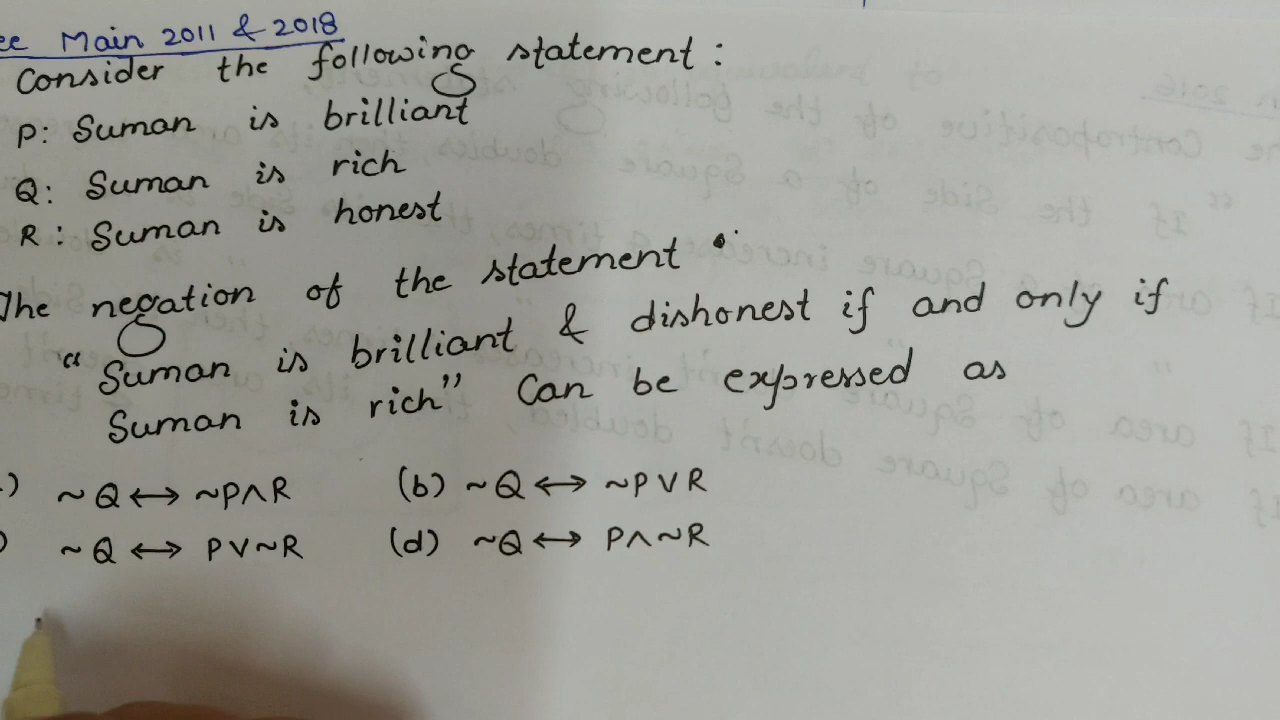 ee Main 2011 & 2018
Consider the following statement :
P: Suman is brilliant
Q: Suman is rich
R: Suman is honest
The negation of the statement
“Suman is brilliant & dishonest if and only if
Suman is rich” Can be expressed as
) ~Q ↔ ~P∧R (b) ~Q ↔ ~P∨R
) ~Q ↔ P∨~R (d) ~Q ↔ P∧~R